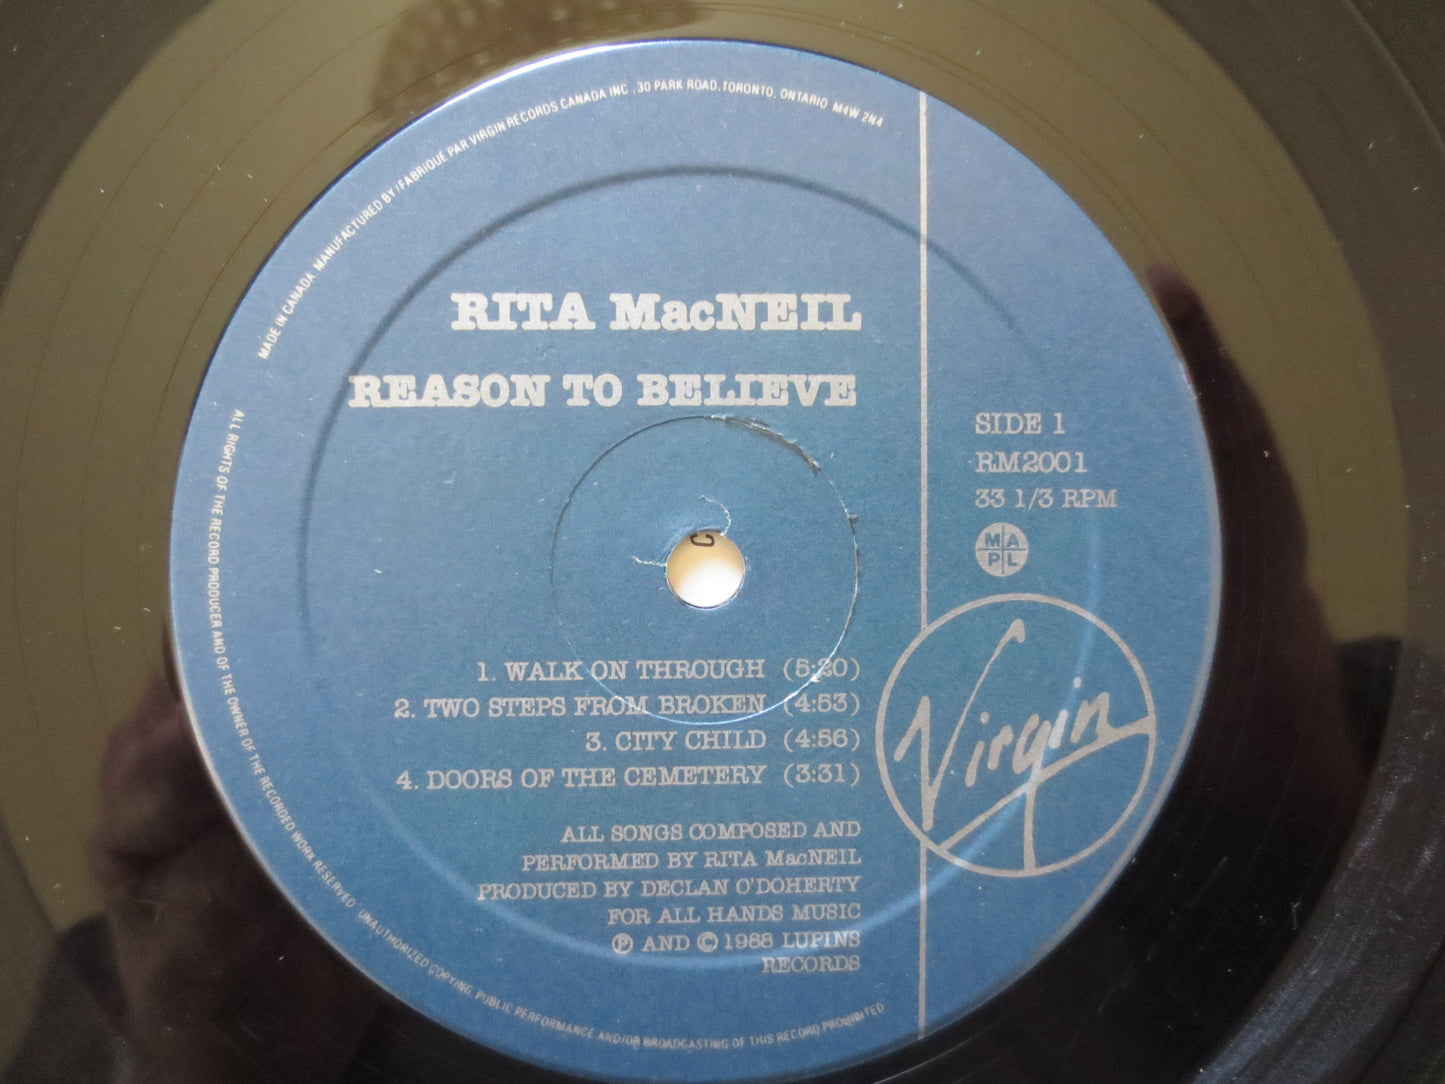 MADE IN CANADA. MANUFACTURED BY/FABRIQUÉ PAR VIRGIN RECORDS CANADA INC., 30 PARK ROAD, TORONTO, ONTARIO M4W 2N4
RITA MacNEIL
REASON TO BELIEVE
SIDE 1
RM2001
33 1/3 RPM
MAPL
1. WALK ON THROUGH (5:20)
2. TWO STEPS FROM BROKEN (4:53)
3. CITY CHILD (4:56)
4. DOORS OF THE CEMETERY (3:31)
Virgin
ALL SONGS COMPOSED AND
PERFORMED BY RITA MacNEIL
PRODUCED BY DECLAN O'DOHERTY
FOR ALL HANDS MUSIC
℗ AND © 1988 LUPINS
RECORDS
ALL RIGHTS OF THE RECORD PRODUCER AND OF THE OWNER OF THE RECORDED WORK RESERVED. UNAUTHORIZED COPYING, PUBLIC PERFORMANCE AND/OR BROADCASTING OF THIS RECORD PROHIBITED